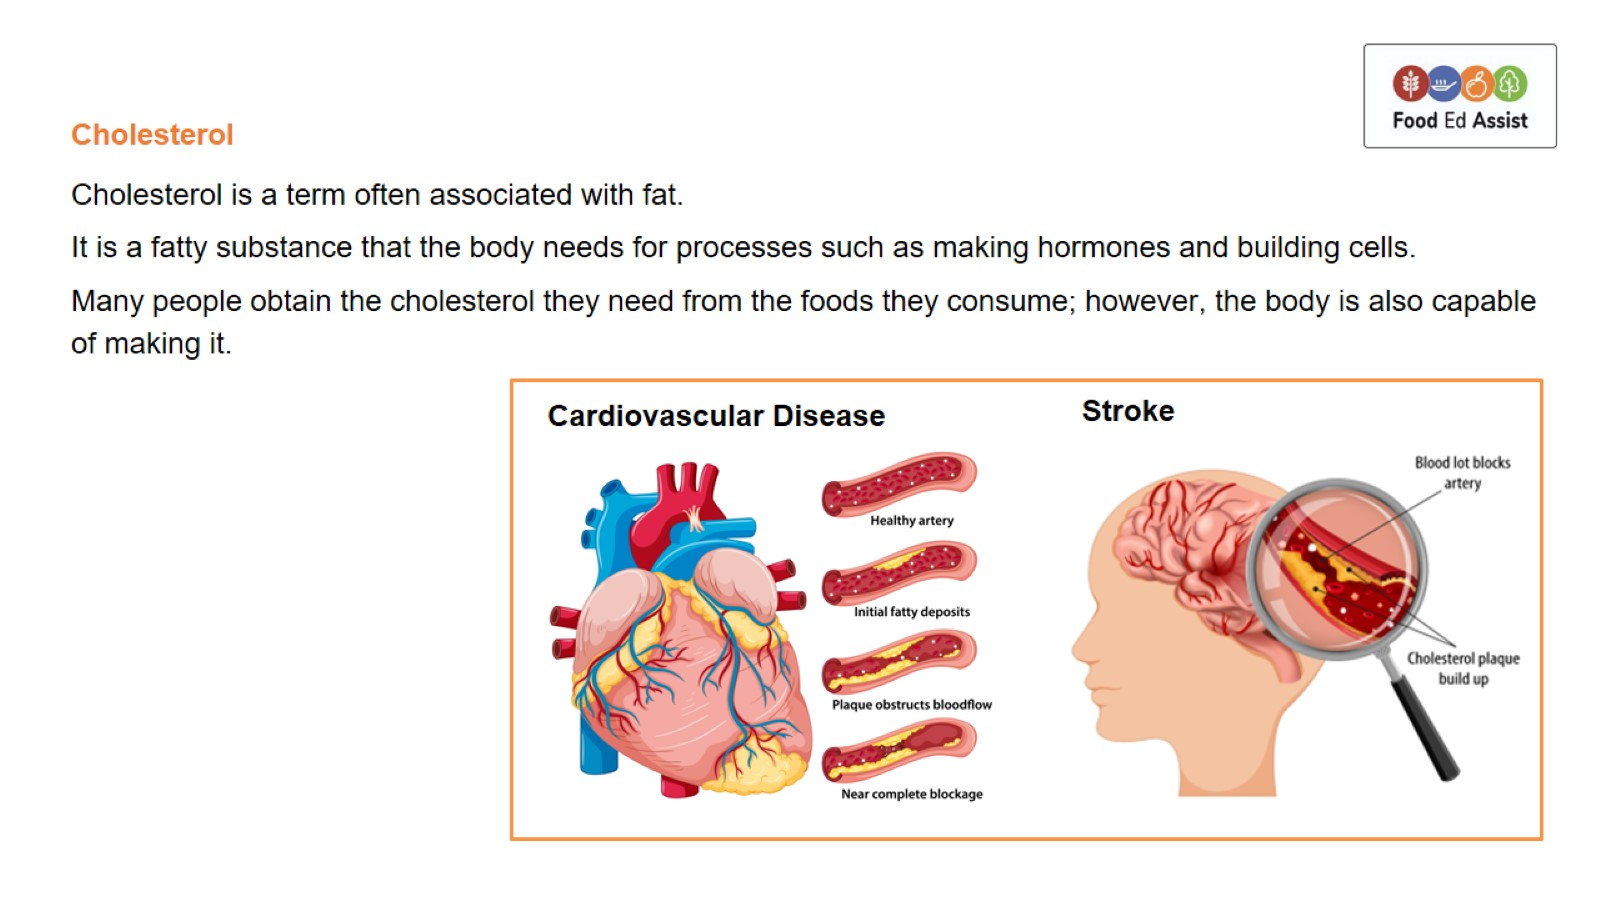 Food Ed Assist
Cholesterol
Cholesterol is a term often associated with fat.
It is a fatty substance that the body needs for processes such as making hormones and building cells.
Many people obtain the cholesterol they need from the foods they consume; however, the body is also capable
of making it.
Cardiovascular Disease
Healthy artery
Initial fatty deposits
Plaque obstructs bloodflow
Near complete blockage
Stroke
Blood lot blocks
artery
Cholesterol plaque
build up